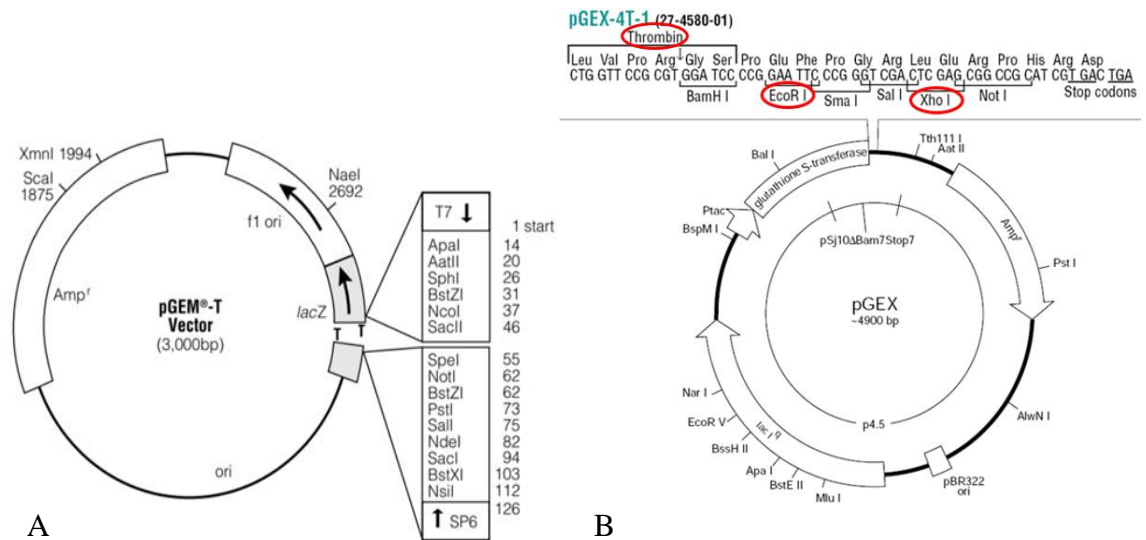 XmnI 1994
ScaI
1875
NaeI
2692
f1 ori
Ampr
pGEM®-T
Vector
(3,000bp)
lacZ
T T
ori
T7 ↓
1 start
ApaI 14
AatII 20
SphI 26
BstZI 31
NcoI 37
SacII 46
SpeI 55
NotI 62
BstZI 62
PstI 73
SalI 75
NdeI 82
SacI 94
BstXI 103
NsiI 112
↑ SP6 126
A
pGEX-4T-1 (27-4580-01)
Thrombin
Leu Val Pro Arg Gly Ser Pro Glu Phe Pro Gly Arg Leu Glu Arg Pro His Arg Asp
CTG GTT CCG CGT GGA TCC CCG GAA TTC CCG GGT CGA CTC GAG CGG CCG CAT CGT GAC TGA
BamH I EcoR I Sma I Sal I Xho I Not I Stop codons
Tth111 I
Aat II
Bal I
glutathione S-transferase
Ptac
BspM I
pSj10ΔBam7Stop7
Ampr
Pst I
pGEX
~4900 bp
Nar I
EcoR V
BssH II
Apa I
BstE II
Mlu I
lac Iq
p4.5
AlwN I
pBR322
ori
B